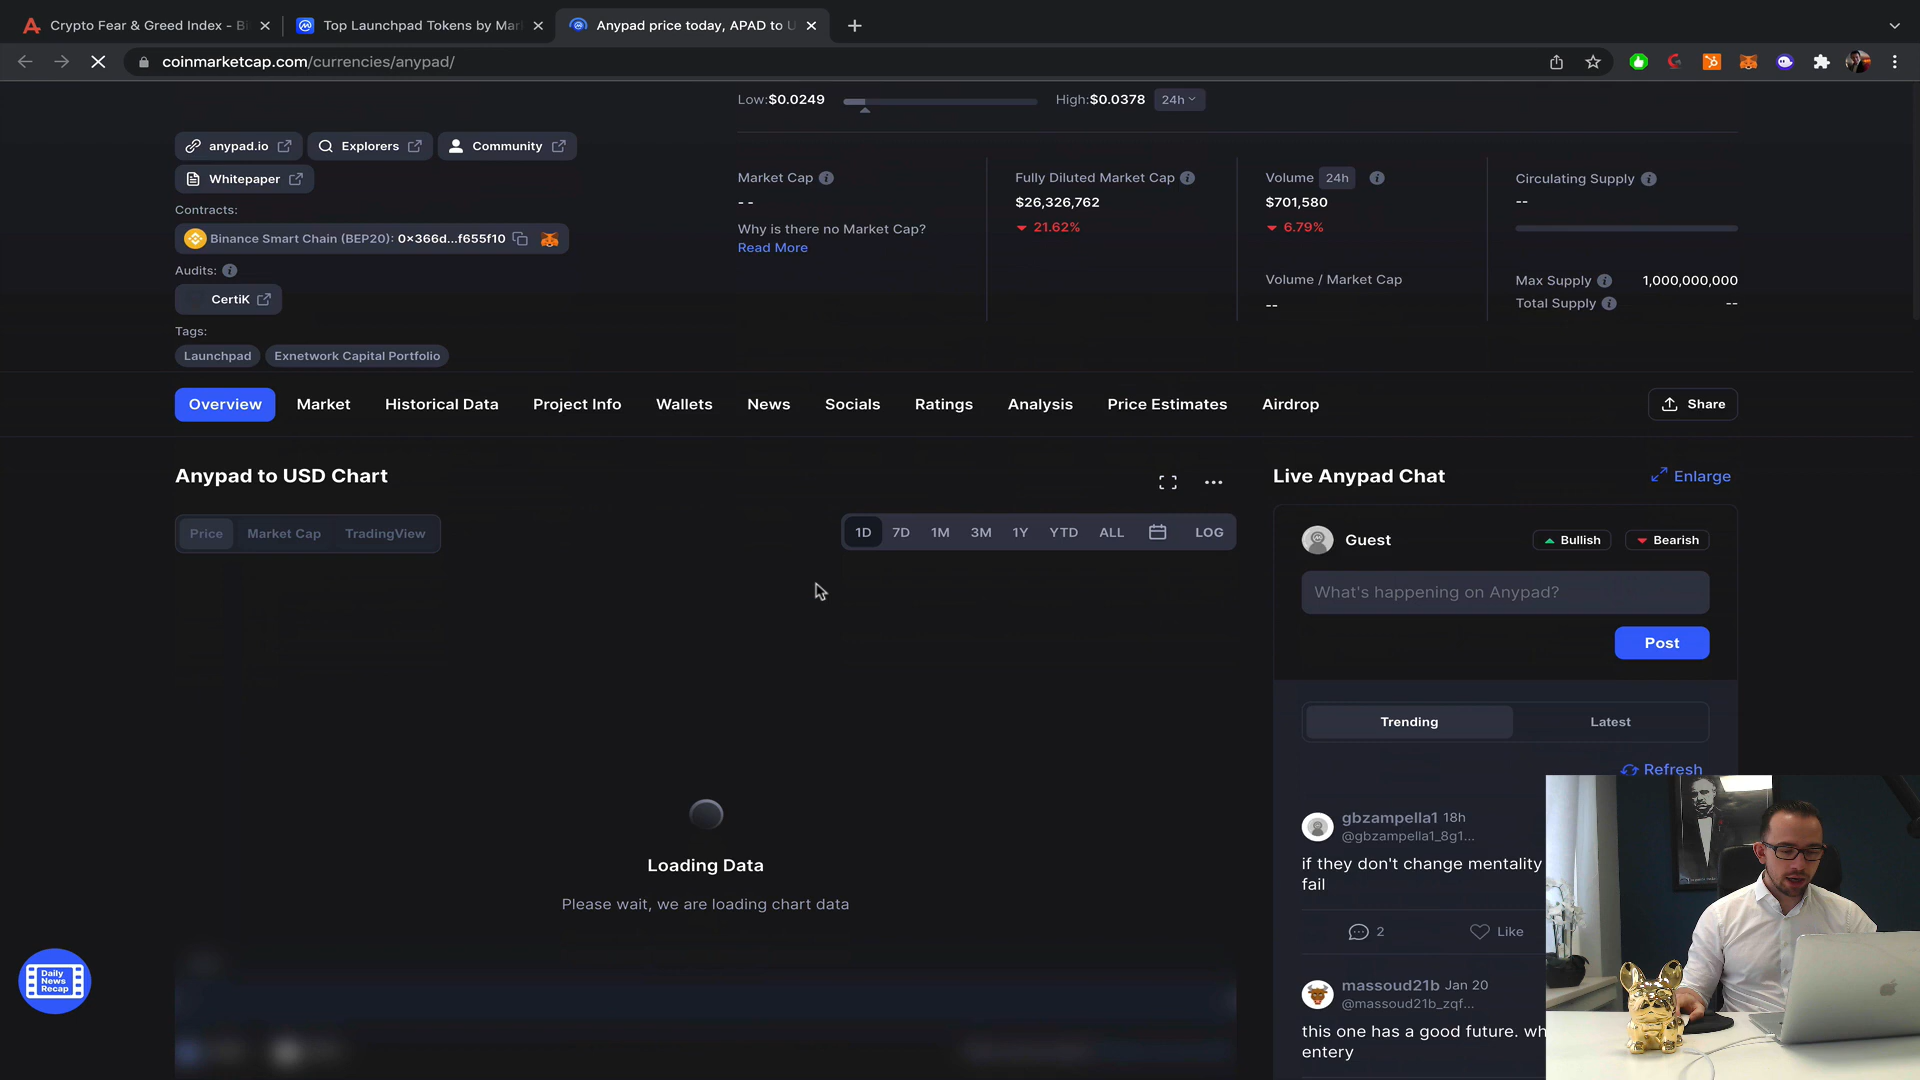 Crypto Fear & Greed Index - Bi
Top Launchpad Tokens by Mar
Anypad price today, APAD to U
coinmarketcap.com/currencies/anypad/
Low:$0.0249
High:$0.0378
24h
anypad.io
Explorers
Community
Whitepaper
Contracts:
Binance Smart Chain (BEP20): 0x366d...f655f10
Audits:
CertiK
Tags:
Launchpad
Exnetwork Capital Portfolio
Market Cap
- -
Why is there no Market Cap?
Read More
Fully Diluted Market Cap
$26,326,762
21.62%
Volume 24h
$701,580
6.79%
Volume / Market Cap
--
Circulating Supply
--
Max Supply 1,000,000,000
Total Supply --
Overview
Market
Historical Data
Project Info
Wallets
News
Socials
Ratings
Analysis
Price Estimates
Airdrop
Share
Anypad to USD Chart
Price
Market Cap
TradingView
1D
7D
1M
3M
1Y
YTD
ALL
LOG
Loading Data
Please wait, we are loading chart data
Daily
News
Recap
Live Anypad Chat
Enlarge
Guest
Bullish
Bearish
What's happening on Anypad?
Post
Trending
Latest
Refresh
gbzampella1 18h
@gbzampella1_8g1...
if they don't change mentality
fail
2
Like
massoud21b Jan 20
@massoud21b_zqf...
this one has a good future. wh
entery